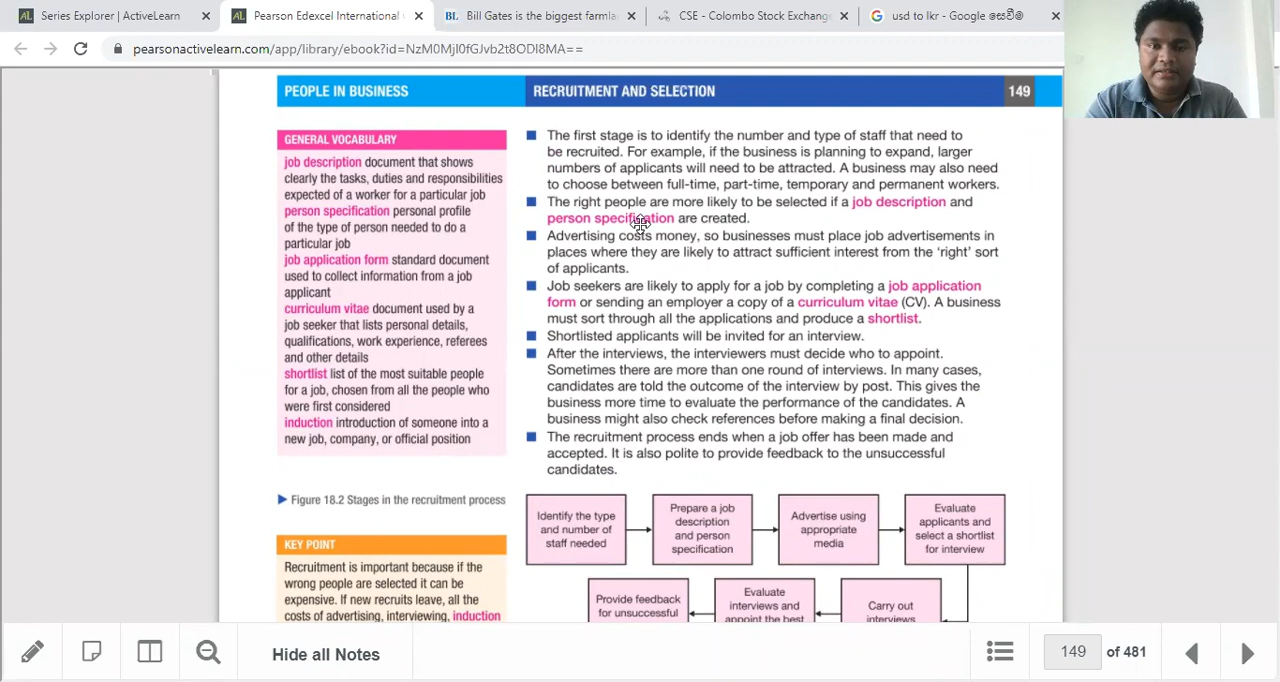 Series Explorer | ActiveLearn
Pearson Edexcel International
Bill Gates is the biggest farmla
CSE - Colombo Stock Exchang
usd to lkr - Google සෙවීම
pearsonactivelearn.com/app/library/ebook?id=NzM0MjI0fGJvb2t8ODI8MA==
PEOPLE IN BUSINESS
RECRUITMENT AND SELECTION
149
GENERAL VOCABULARY
job description document that shows
clearly the tasks, duties and responsibilities
expected of a worker for a particular job
person specification personal profile
of the type of person needed to do a
particular job
job application form standard document
used to collect information from a job
applicant
curriculum vitae document used by a
job seeker that lists personal details,
qualifications, work experience, referees
and other details
shortlist list of the most suitable people
for a job, chosen from all the people who
were first considered
induction introduction of someone into a
new job, company, or official position
The first stage is to identify the number and type of staff that need to
be recruited. For example, if the business is planning to expand, larger
numbers of applicants will need to be attracted. A business may also need
to choose between full-time, part-time, temporary and permanent workers.
The right people are more likely to be selected if a job description and
person specification are created.
Advertising costs money, so businesses must place job advertisements in
places where they are likely to attract sufficient interest from the ‘right’ sort
of applicants.
Job seekers are likely to apply for a job by completing a job application
form or sending an employer a copy of a curriculum vitae (CV). A business
must sort through all the applications and produce a shortlist.
Shortlisted applicants will be invited for an interview.
After the interviews, the interviewers must decide who to appoint.
Sometimes there are more than one round of interviews. In many cases,
candidates are told the outcome of the interview by post. This gives the
business more time to evaluate the performance of the candidates. A
business might also check references before making a final decision.
The recruitment process ends when a job offer has been made and
accepted. It is also polite to provide feedback to the unsuccessful
candidates.
Figure 18.2 Stages in the recruitment process
Identify the type
and number of
staff needed
Prepare a job
description
and person
specification
Advertise using
appropriate
media
Evaluate
applicants and
select a shortlist
for interview
Provide feedback
for unsuccessful
Evaluate
interviews and
appoint the best
Carry out
interviews
KEY POINT
Recruitment is important because if the
wrong people are selected it can be
expensive. If new recruits leave, all the
costs of advertising, interviewing, induction
Hide all Notes
149
of 481